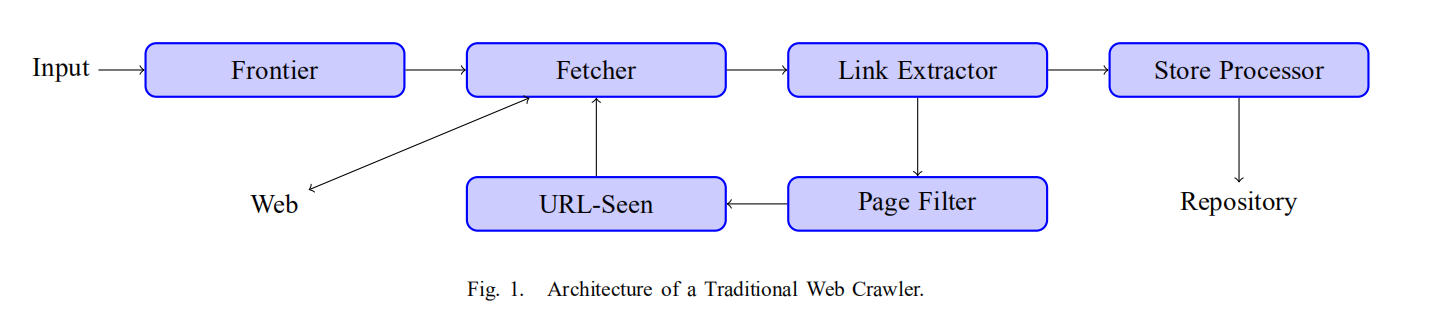 Input
Frontier
Fetcher
Link Extractor
Store Processor
Web
URL-Seen
Page Filter
Repository
Fig. 1. Architecture of a Traditional Web Crawler.